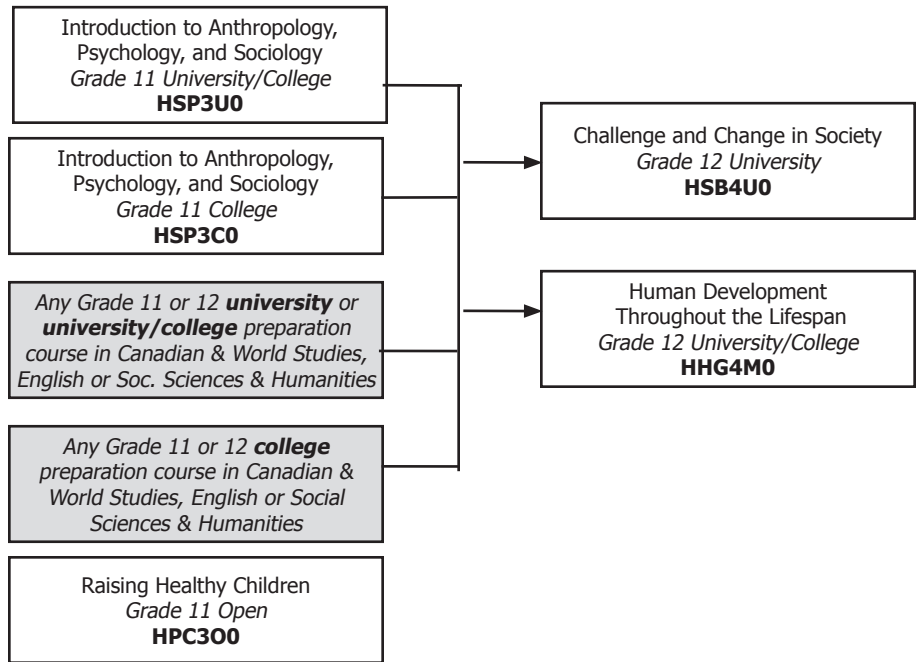 Introduction to Anthropology,
Psychology, and Sociology
Grade 11 University/College
HSP3U0
Introduction to Anthropology,
Psychology, and Sociology
Grade 11 College
HSP3C0
Any Grade 11 or 12 university or
university/college preparation
course in Canadian & World Studies,
English or Soc. Sciences & Humanities
Any Grade 11 or 12 college
preparation course in Canadian &
World Studies, English or Social
Sciences & Humanities
Raising Healthy Children
Grade 11 Open
HPC3O0
Challenge and Change in Society
Grade 12 University
HSB4U0
Human Development
Throughout the Lifespan
Grade 12 University/College
HHG4M0